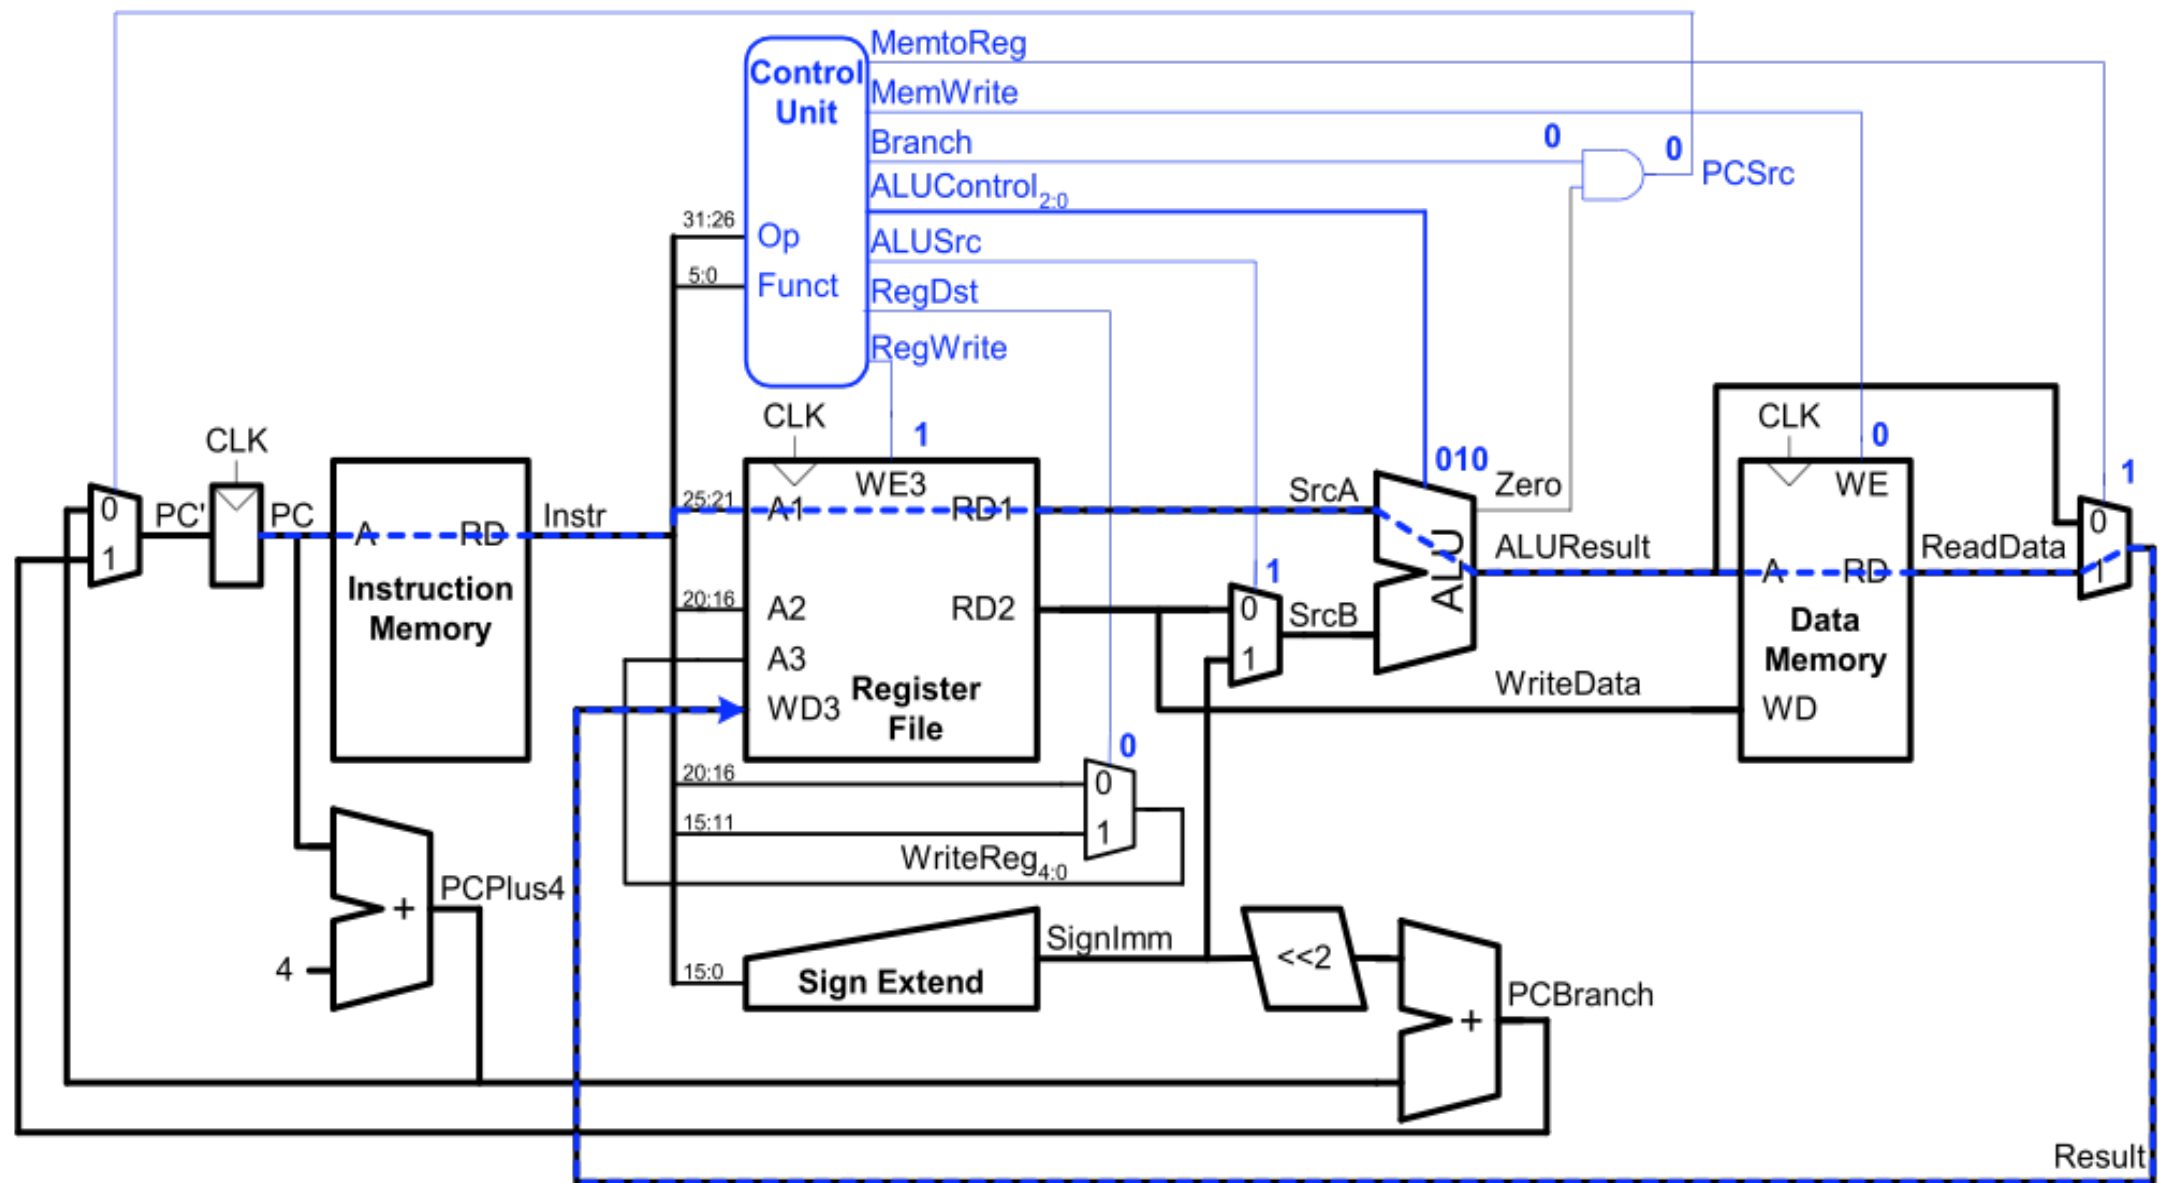 MemtoReg
Control
Unit
MemWrite
0
0
Branch
PCSrc
ALUControl2:0
31:26
Op
ALUSrc
5:0
Funct
RegDst
RegWrite
CLK
CLK
CLK
1
0
010
1
WE3
Zero
WE
0
PC'
PC
A
RD
Instr
25:21
A1
RD1
SrcA
0
1
ALU
ALUResult
A
RD
ReadData
1
Instruction
Memory
1
20:16
A2
RD2
0
SrcB
Data
Memory
A3
1
Register
File
WD3
WriteData
WD
0
20:16
0
15:11
1
WriteReg4:0
PCPlus4
+
4
SignImm
15:0
Sign Extend
<<2
PCBranch
+
Result